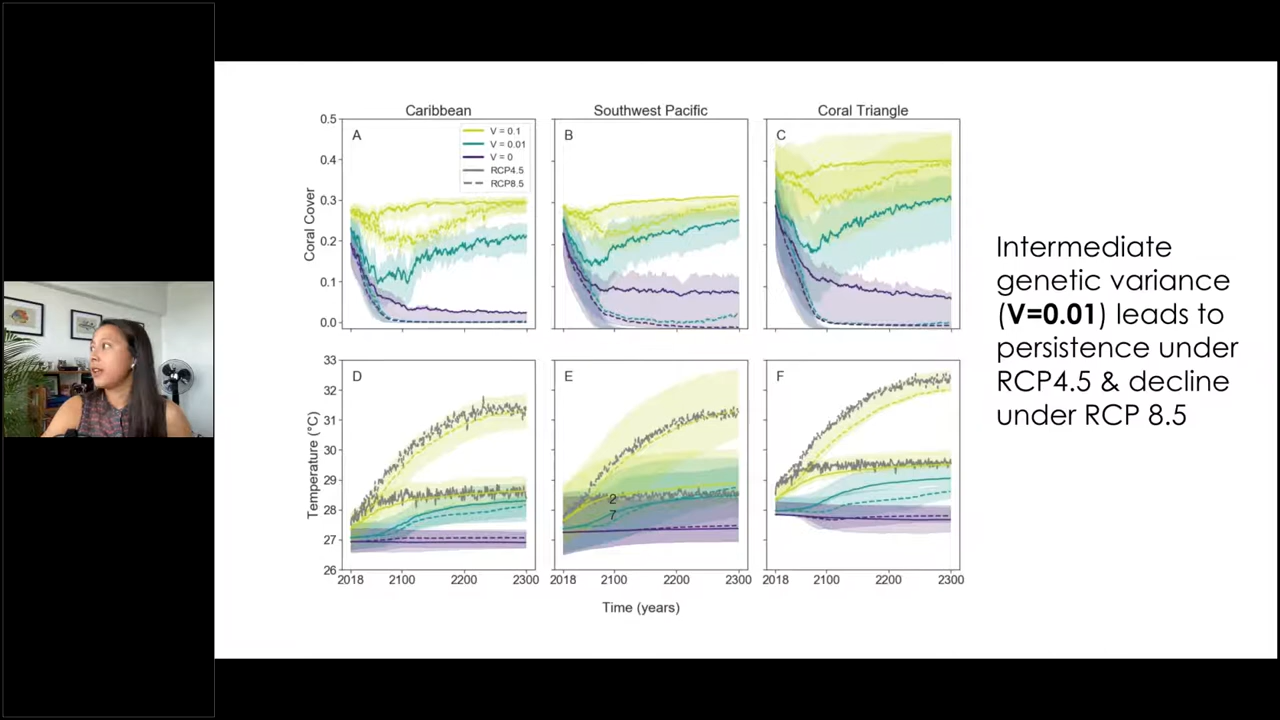 Caribbean
Southwest Pacific
Coral Triangle
0.5
0.4
0.3
0.2
0.1
0.0
Coral Cover
A
V = 0.1
V = 0.01
V = 0
RCP4.5
RCP8.5
B
C
Intermediate
genetic variance
(V=0.01) leads to
persistence under
RCP4.5 & decline
under RCP 8.5
33
32
31
30
29
28
27
26
Temperature (°C)
D
E
F
2
7
2018 2100 2200 2300
2018 2100 2200 2300
2018 2100 2200 2300
Time (years)